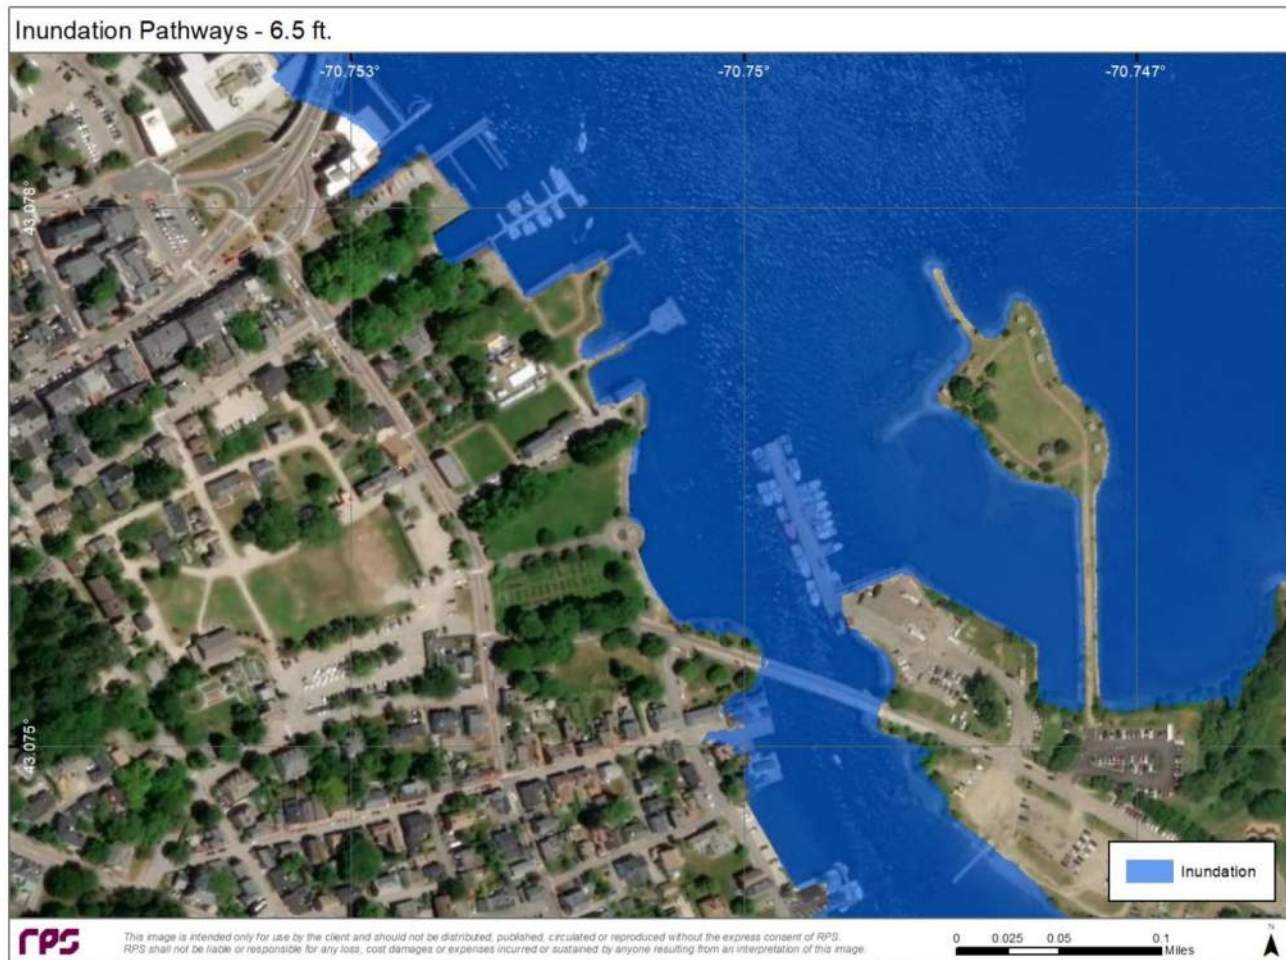 Inundation Pathways - 6.5 ft.
-70.753° -70.75° -70.747°
43.078°
43.075°
Inundation
rps
This image is intended only for use by the client and should not be distributed, published, circulated or reproduced without the express consent of RPS.
RPS shall not be liable or responsible for any loss, cost damages or expenses incurred or sustained by anyone resulting from an interpretation of this image.
0 0.025 0.05 0.1
Miles
N